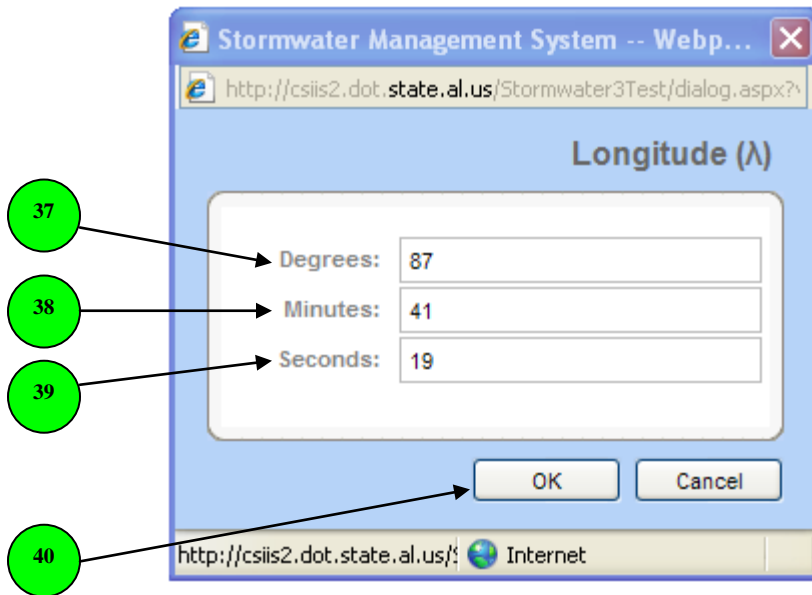 Stormwater Management System -- Webp...
http://csiis2.dot.state.al.us/Stormwater3Test/dialog.aspx?
Longitude (λ)
37
Degrees: 87
38
Minutes: 41
39
Seconds: 19
OK Cancel
40
http://csiis2.dot.state.al.us/S Internet